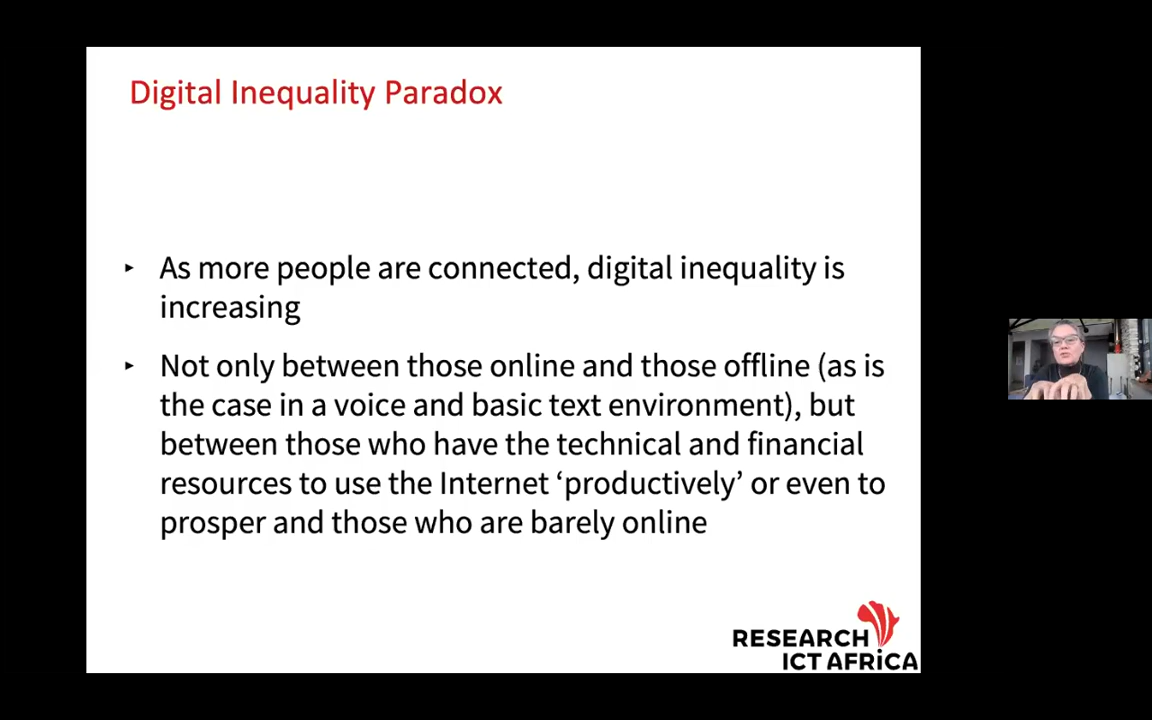 Digital Inequality Paradox
‣ As more people are connected, digital inequality is
increasing
‣ Not only between those online and those offline (as is
the case in a voice and basic text environment), but
between those who have the technical and financial
resources to use the Internet ‘productively’ or even to
prosper and those who are barely online
RESEARCH
ICT AFRICA